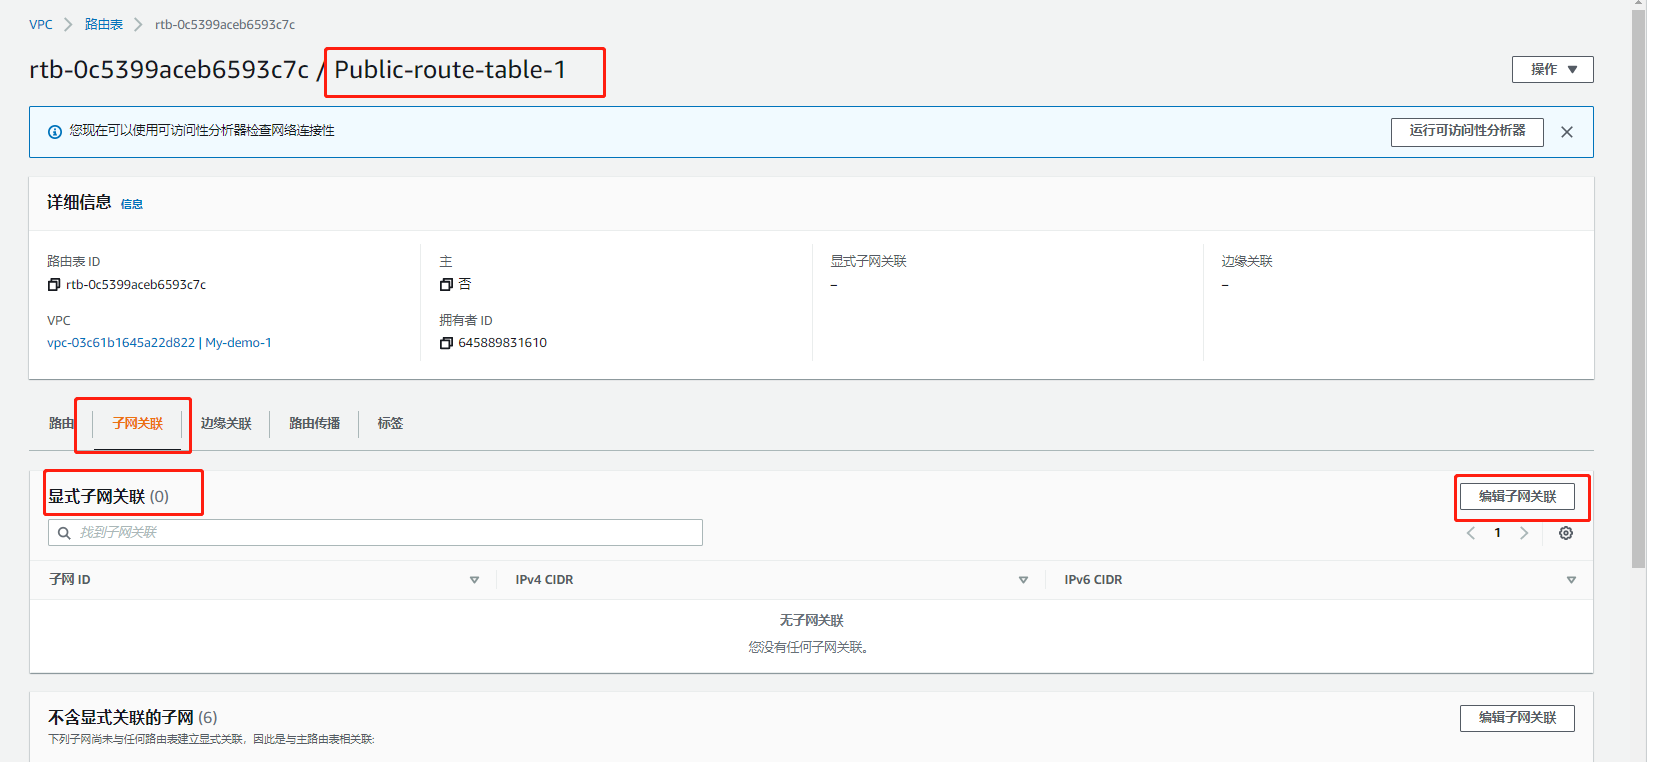 VPC 路由表 rtb-0c5399aceb6593c7c
rtb-0c5399aceb6593c7c / Public-route-table-1
操作
您现在可以使用可访问性分析器检查网络连接性
运行可访问性分析器
详细信息 信息
路由表 ID
rtb-0c5399aceb6593c7c
主
否
显式子网关联
–
边缘关联
–
VPC
vpc-03c61b1645a22d822 | My-demo-1
拥有者 ID
645889831610
路由 子网关联 边缘关联 路由传播 标签
显式子网关联 (0)
编辑子网关联
找到子网关联
1
子网 ID IPv4 CIDR IPv6 CIDR
无子网关联
您没有任何子网关联。
不含显式关联的子网 (6)
编辑子网关联
下列子网尚未与任何路由表建立显式关联，因此是与主路由表相关联: